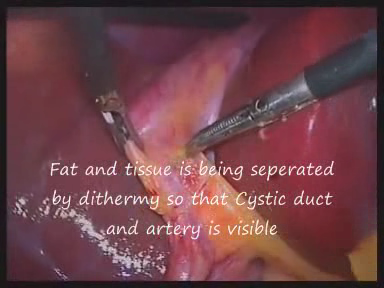 Fat and tissue is being seperated
by dithermy so that Cystic duct
and artery is visible